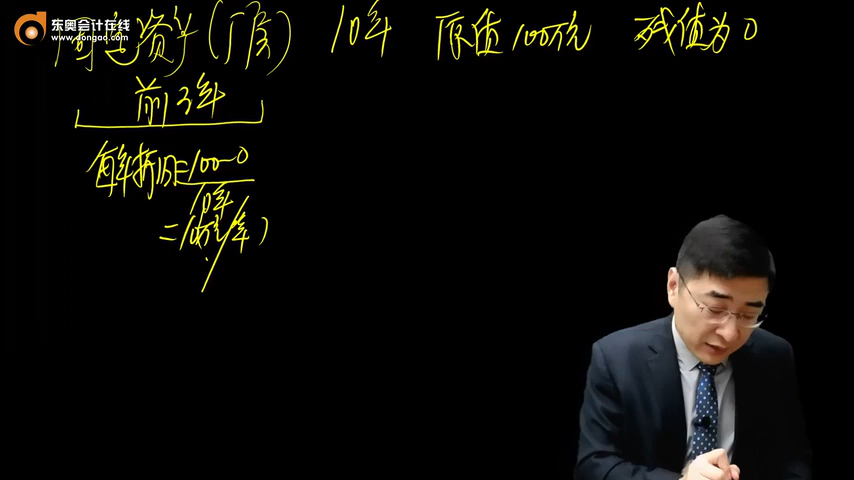 东奥会计在线
www.dongao.com
固定资产(厂房) 10年 原值100万元 残值为0
前3年
每年折旧=100-0
10年
=10万元/年)